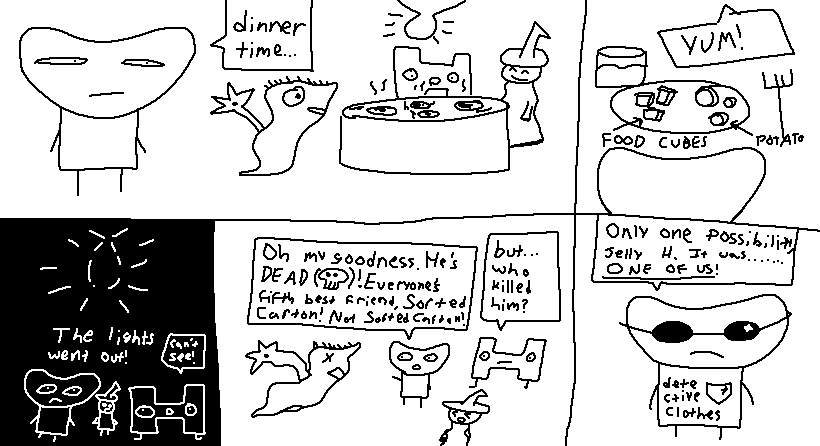 dinner
time...
YUM!
FOOD CUBES
POTATO
The lights
went out!
can't
see!
Oh my goodness. He's
DEAD ( )! Everyone's
fifth best friend, Sorted
Carton! Not Sorted Carton!
but...
who
killed
him?
Only one possibility,
Jelly H. It was.......
ONE OF US!
dete
ctive
clothes